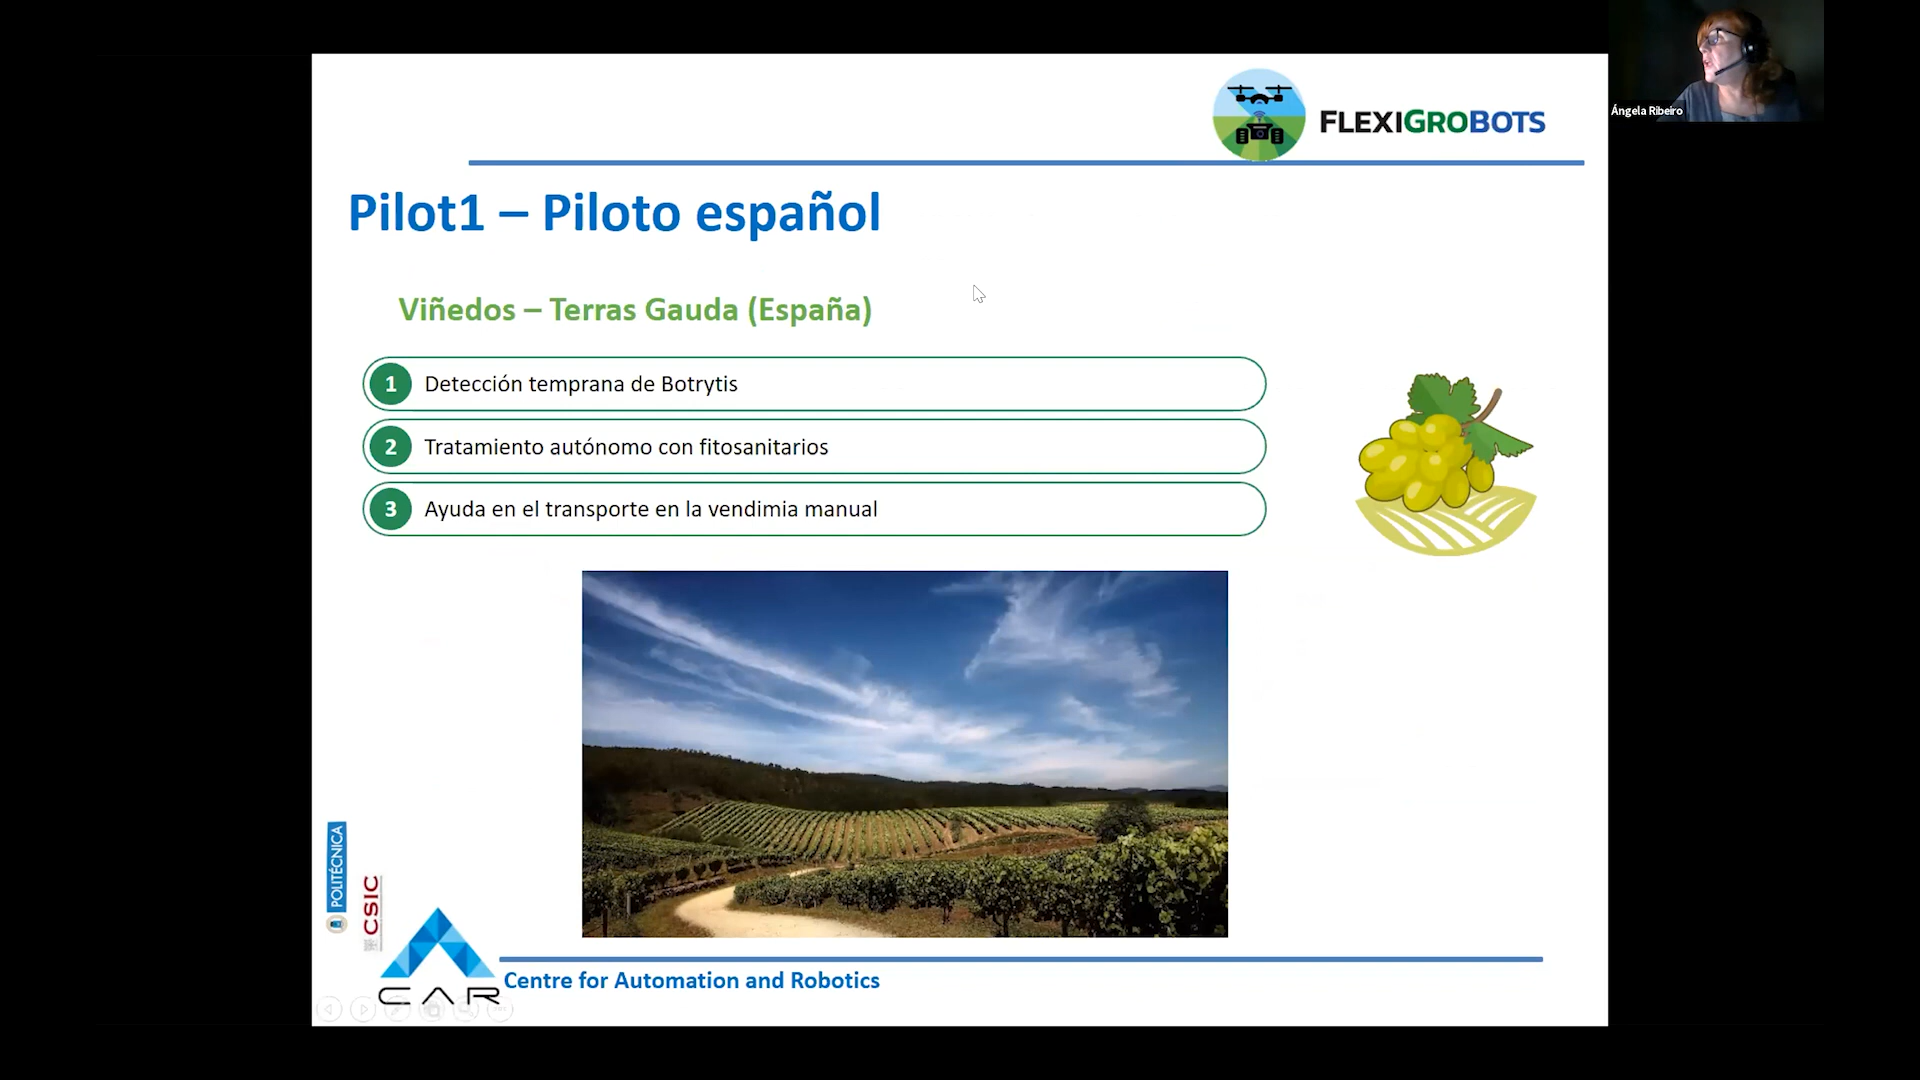 FLEXIGROBOTS
Ángela Ribeiro
Pilot1 – Piloto español
Viñedos – Terras Gauda (España)
1 Detección temprana de Botrytis
2 Tratamiento autónomo con fitosanitarios
3 Ayuda en el transporte en la vendimia manual
POLITÉCNICA
CSIC
CAR
Centre for Automation and Robotics